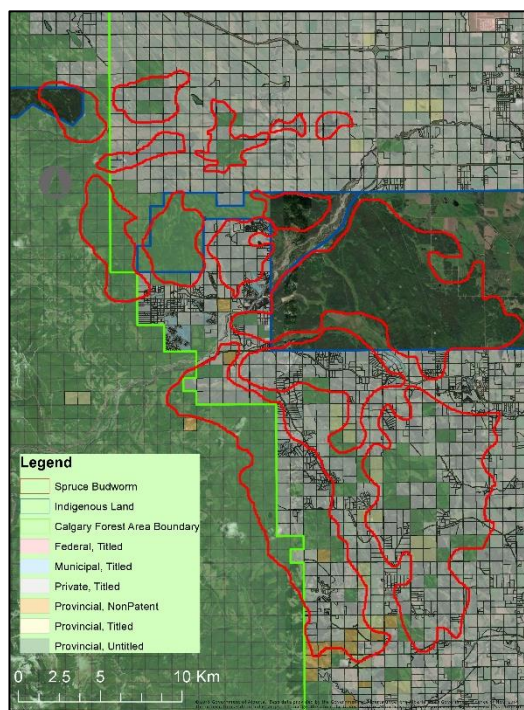 Legend
Spruce Budworm
Indigenous Land
Calgary Forest Area Boundary
Federal, Titled
Municipal, Titled
Private, Titled
Provincial, NonPatent
Provincial, Titled
Provincial, Untitled
0 2.5 5 10 Km